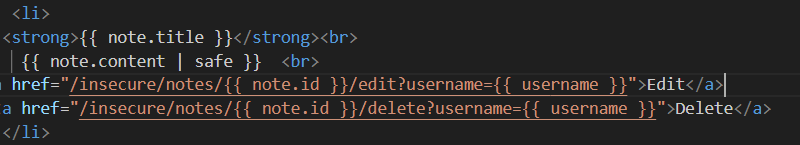 <li>
<strong>{{ note.title }}</strong><br>
{{ note.content | safe }} <br>
href="/insecure/notes/{{ note.id }}/edit?username={{ username }}">Edit</a>
a href="/insecure/notes/{{ note.id }}/delete?username={{ username }}">Delete</a>
</li>